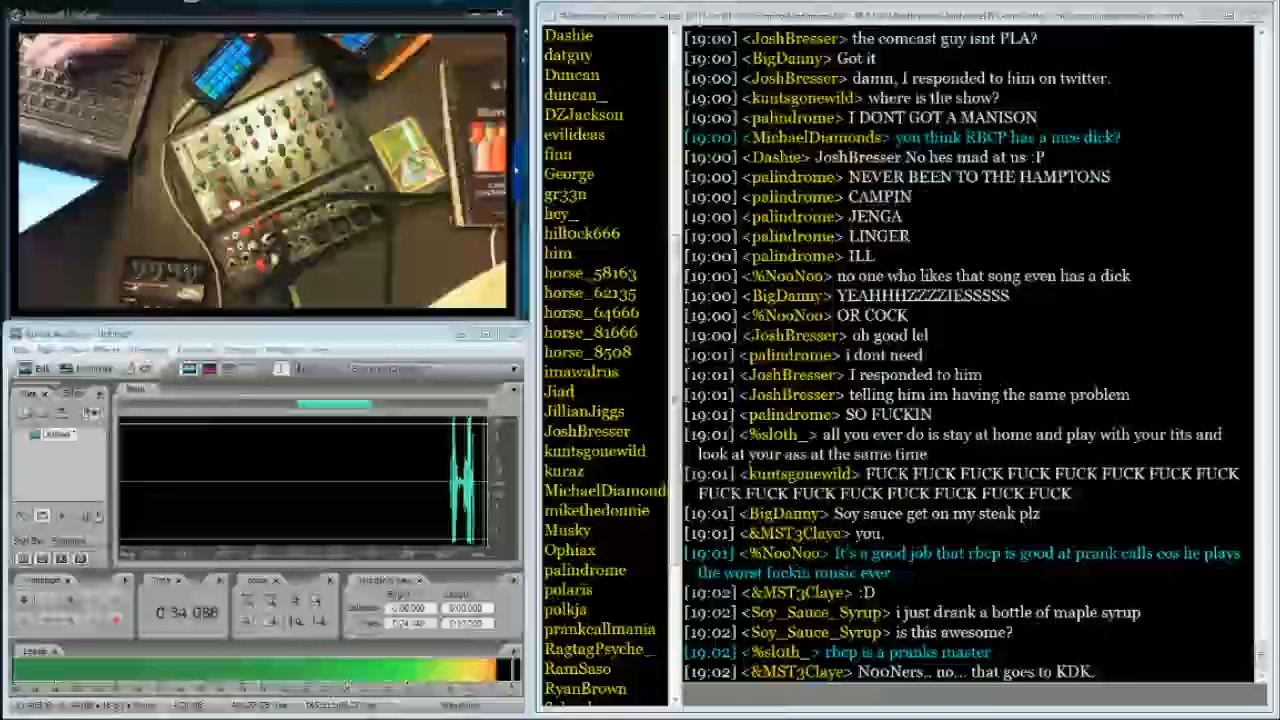 Dashie
datguy
Duncan
duncan_
DZJackson
evilideas
finn
George
gr33n
hey_
hillock666
him
horse_58163
horse_62135
horse_64666
horse_81666
horse_8508
imawalrus
Jiad
JillianJiggs
JoshBresser
kuntsgonewild
kuraz
MichaelDiamond
mikethedonnie
Musky
Ophiax
palindrome
polaris
polkja
prankcallmania
RagtagPsyche_
RamSaso
RyanBrown
[19:00] <JoshBresser> the comcast guy isnt PLA?
[19:00] <BigDanny> Got it
[19:00] <JoshBresser> damn, I responded to him on twitter.
[19:00] <kuntsgonewild> where is the show?
[19:00] <palindrome> I DONT GOT A MANISON
[19:00] <MichaelDiamonds> you think RBCP has a nice dick?
[19:00] <Dashie> JoshBresser No hes mad at us :P
[19:00] <palindrome> NEVER BEEN TO THE HAMPTONS
[19:00] <palindrome> CAMPIN
[19:00] <palindrome> JENGA
[19:00] <palindrome> LINGER
[19:00] <palindrome> ILL
[19:00] <%NooNoo> no one who likes that song even has a dick
[19:00] <BigDanny> YEAHHHZZZZIESSSSS
[19:00] <%NooNoo> OR COCK
[19:00] <JoshBresser> oh good lel
[19:01] <palindrome> i dont need
[19:01] <JoshBresser> I responded to him
[19:01] <JoshBresser> telling him im having the same problem
[19:01] <palindrome> SO FUCKIN
[19:01] <%sloth_> all you ever do is stay at home and play with your tits and
look at your ass at the same time
[19:01] <kuntsgonewild> FUCK FUCK FUCK FUCK FUCK FUCK FUCK FUCK
FUCK FUCK FUCK FUCK FUCK FUCK FUCK FUCK
[19:01] <BigDanny> Soy sauce get on my steak plz
[19:01] <&MST3Claye> you.
[19:01] <%NooNoo> It's a good job that rbcp is good at prank calls cos he plays
the worst fuckin music ever
[19:02] <&MST3Claye> :D
[19:02] <Soy_Sauce_Syrup> i just drank a bottle of maple syrup
[19:02] <Soy_Sauce_Syrup> is this awesome?
[19:02] <%sloth_> rbcp is a pranks master
[19:02] <&MST3Claye> NooNers.. no... that goes to KDK.
Edit
0:34.088